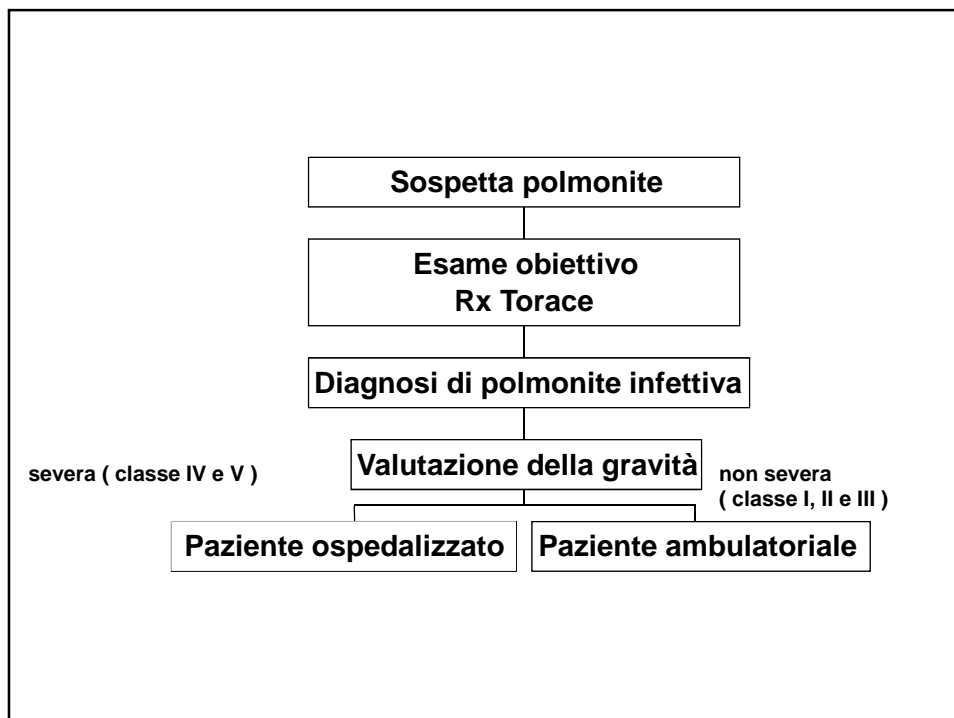 Sospetta polmonite
Esame obiettivo
Rx Torace
Diagnosi di polmonite infettiva
Valutazione della gravità
severa ( classe IV e V )
non severa
( classe I, II e III )
Paziente ospedalizzato
Paziente ambulatoriale